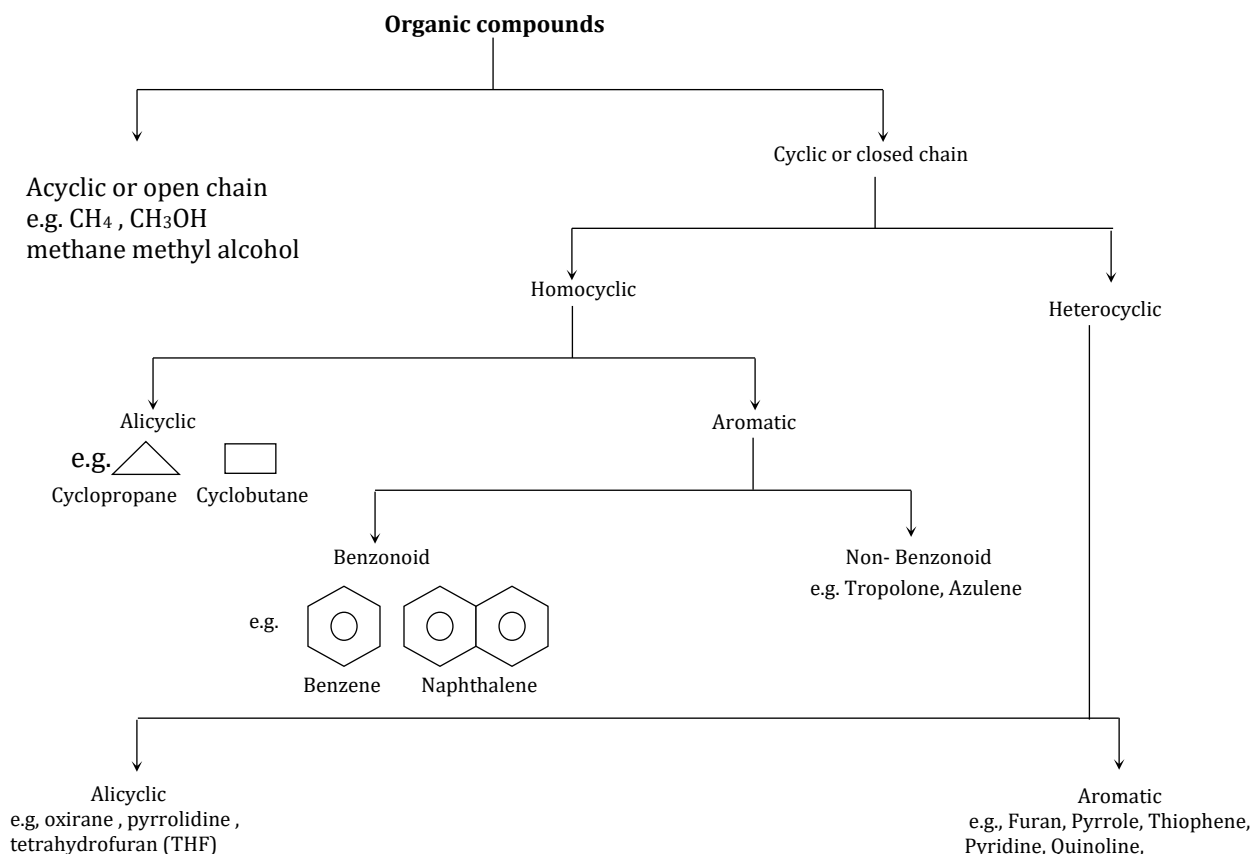 Organic compounds
Cyclic or closed chain
Acyclic or open chain
e.g. CH₄ , CH₃OH
methane methyl alcohol
Homocyclic
Heterocyclic
Alicyclic
Aromatic
e.g.
Cyclopropane Cyclobutane
Benzonoid
Non- Benzonoid
e.g. Tropolone, Azulene
e.g.
Benzene Naphthalene
Alicyclic
e.g, oxirane , pyrrolidine ,
tetrahydrofuran (THF)
Aromatic
e.g., Furan, Pyrrole, Thiophene,
Pyridine, Quinoline,